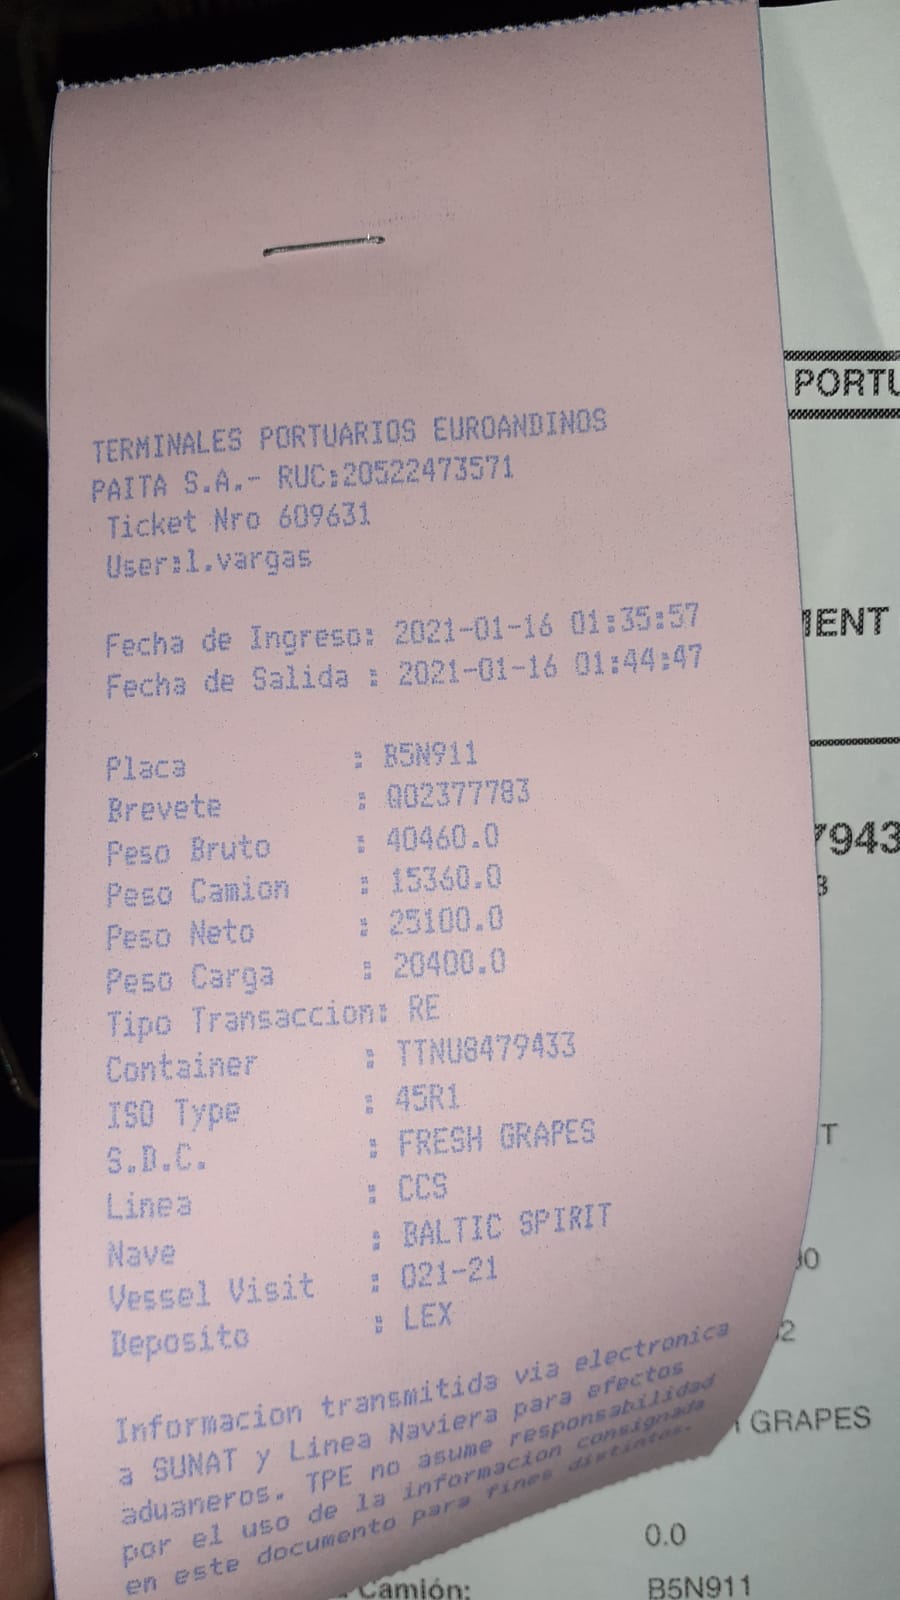 TERMINALES PORTUARIOS EUROANDINOS
PAITA S.A.- RUC:20522473571
Ticket Nro 609631
User:l.vargas
Fecha de Ingreso: 2021-01-16 01:35:57
Fecha de Salida : 2021-01-16 01:44:47
Placa : B5N911
Brevete : Q02377783
Peso Bruto : 40460.0
Peso Camion : 15360.0
Peso Neto : 25100.0
Peso Carga : 20400.0
Tipo Transaccion: RE
Container : TTNU8479433
ISO Type : 45R1
S.D.C. : FRESH GRAPES
Linea : CCS
Nave : BALTIC SPIRIT
Vessel Visit : 021-21
Deposito : LEX
Informacion transmitida via electronica
a SUNAT y Linea Naviera para efectos
aduaneros. TPE no asume responsabilidad
por el uso de la informacion consignada
en este documento para fines distintos.
PORTU
MENT
7943
T
GRAPES
0.0
Camión: B5N911